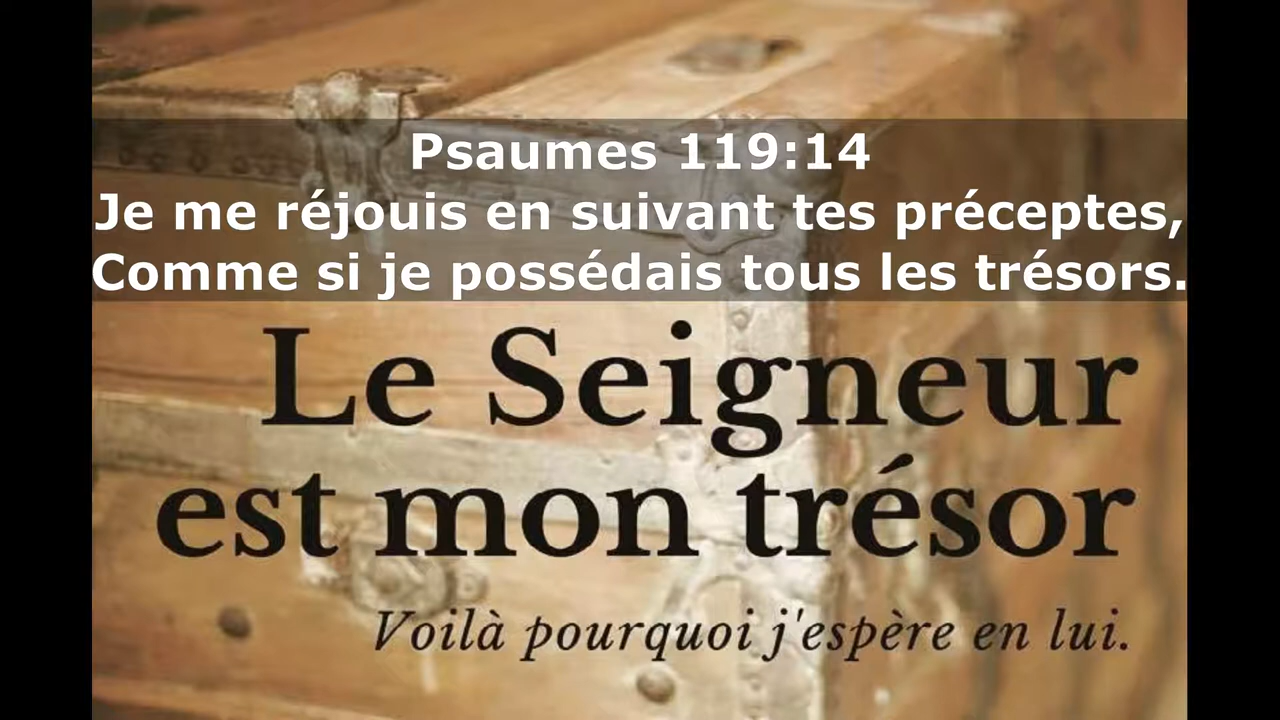 Psaumes 119:14
Je me réjouis en suivant tes préceptes,
Comme si je possédais tous les trésors.
Le Seigneur
est mon trésor
Voilà pourquoi j'espère en lui.